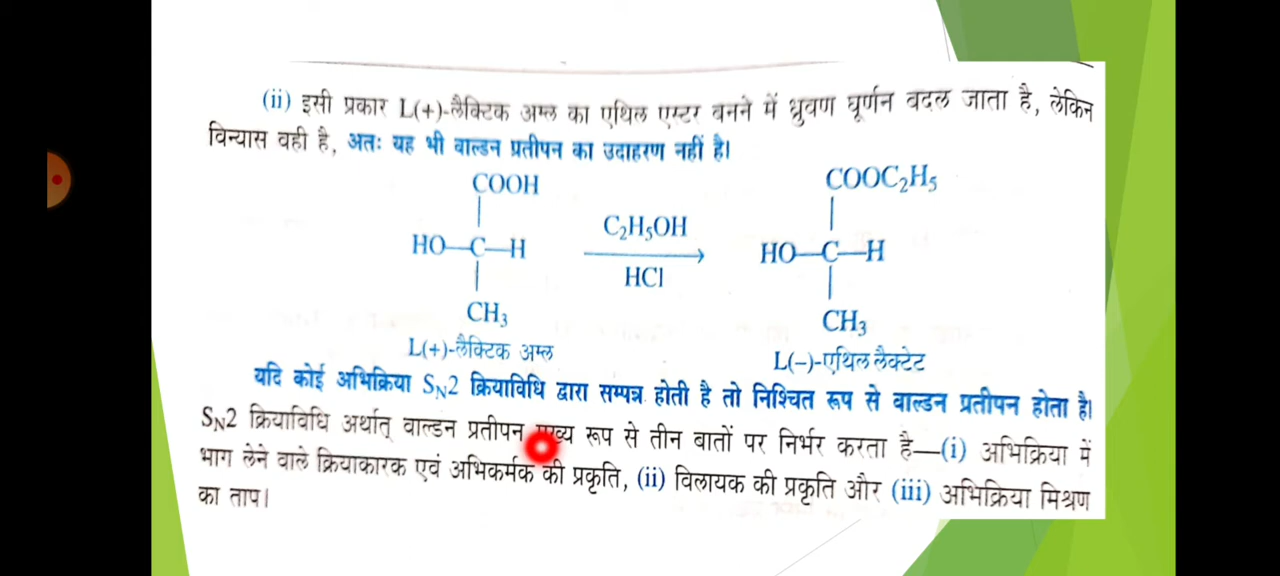 (ii) इसी प्रकार L(+)-लैक्टिक अम्ल का एथिल एस्टर बनने में ध्रुवण घूर्णन बदल जाता है, लेकिन
विन्यास वही है, अतः यह भी वाल्डन प्रतीपन का उदाहरण नहीं है।
COOH
HO—C—H
CH₃
L(+)-लैक्टिक अम्ल
C₂H₅OH
HCl
COOC₂H₅
HO—C—H
CH₃
L(−)-एथिल लैक्टेट
यदि कोई अभिक्रिया Sɴ2 क्रियाविधि द्वारा सम्पन्न होती है तो निश्चित रूप से वाल्डन प्रतीपन होता है।
Sɴ2 क्रियाविधि अर्थात् वाल्डन प्रतीपन रूप से तीन बातों पर निर्भर करता है—(i) अभिक्रिया में
भाग लेने वाले क्रियाकारक एवं अभिकर्मक की प्रकृति, (ii) विलायक की प्रकृति और (iii) अभिक्रिया मिश्रण
का ताप।